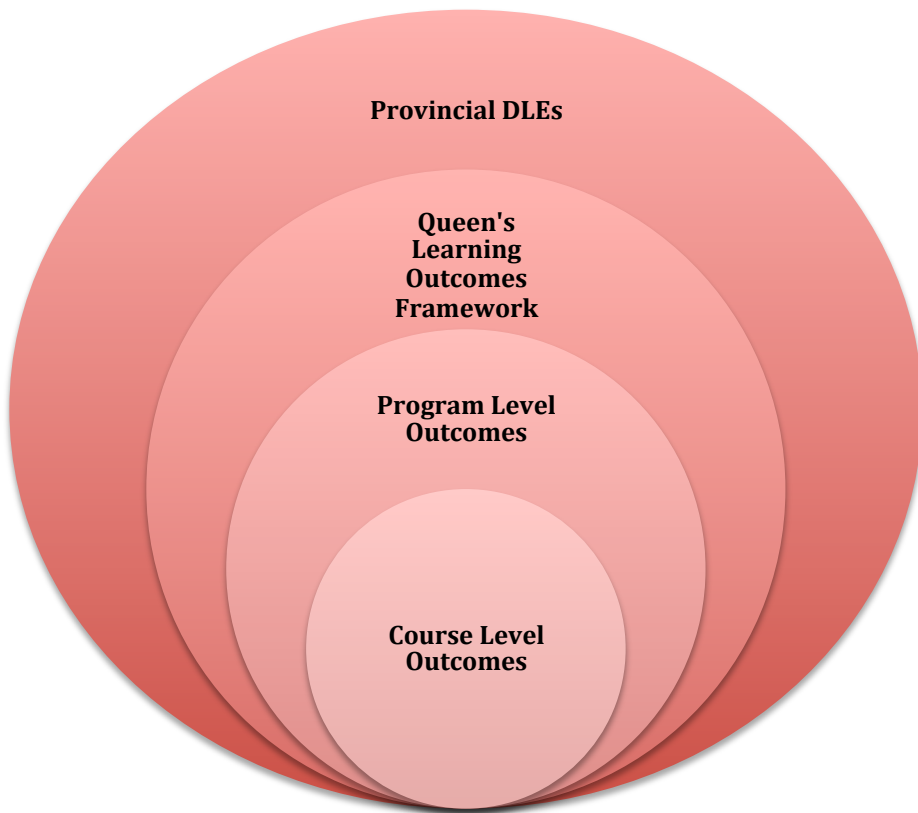 Provincial DLEs
Queen's
Learning
Outcomes
Framework
Program Level
Outcomes
Course Level
Outcomes